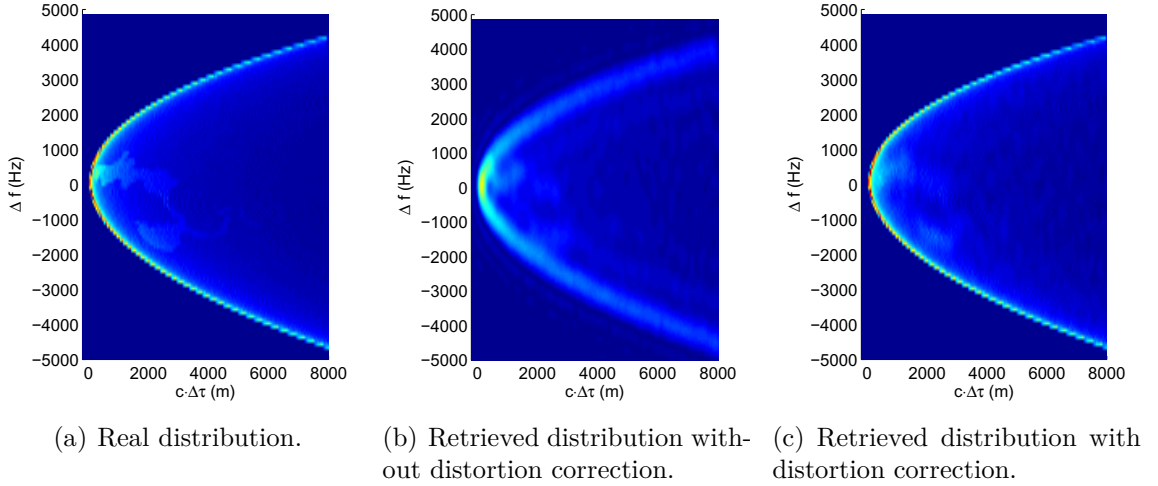 5000
4000
3000
2000
1000
0
−1000
−2000
−3000
−4000
−5000
Δ f (Hz)
0 2000 4000 6000 8000
c·Δτ (m)
5000
4000
3000
2000
1000
0
−1000
−2000
−3000
−4000
−5000
Δ f (Hz)
0 2000 4000 6000 8000
c·Δτ (m)
5000
4000
3000
2000
1000
0
−1000
−2000
−3000
−4000
−5000
Δ f (Hz)
0 2000 4000 6000 8000
c·Δτ (m)
(a) Real distribution.
(b) Retrieved distribution with-
out distortion correction.
(c) Retrieved distribution with
distortion correction.